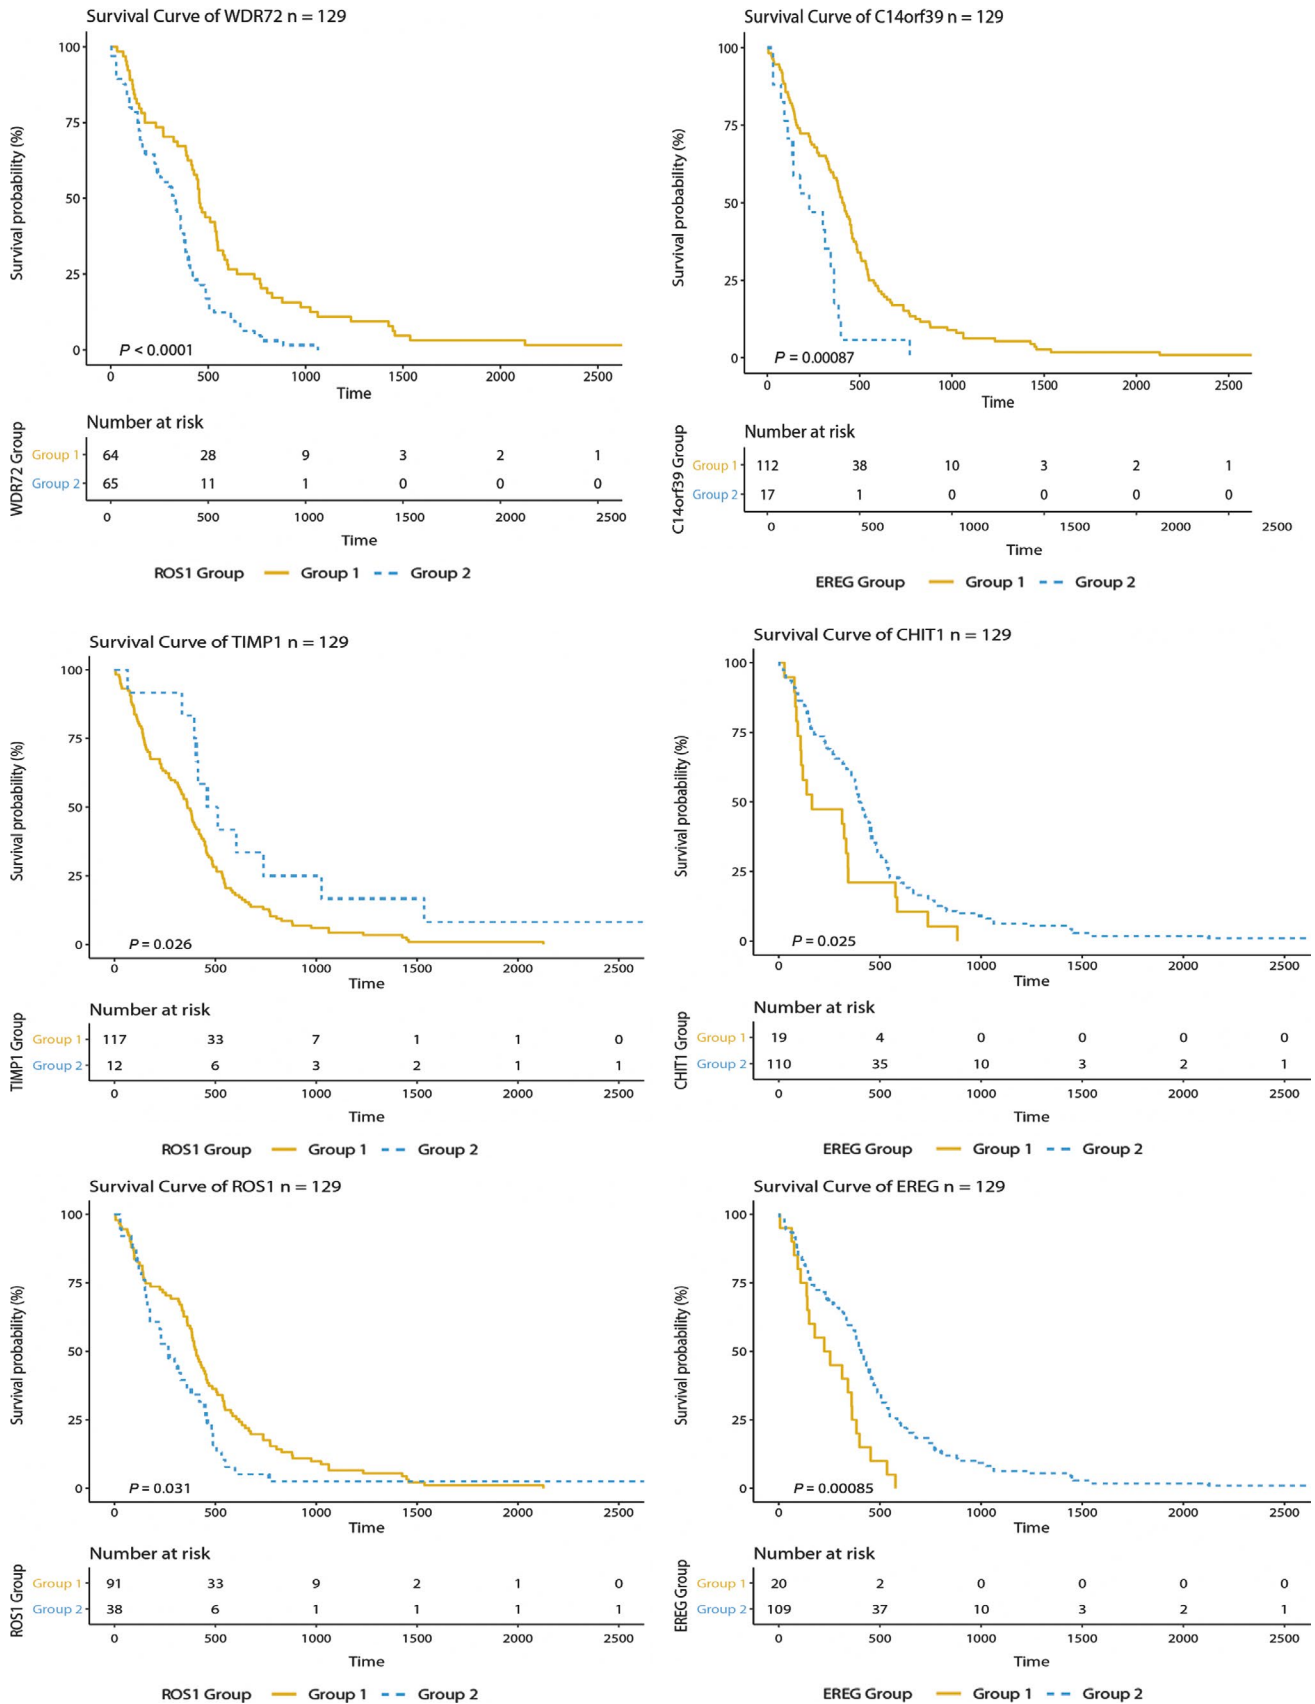 Survival Curve of WDR72 n = 129
Survival probability (%)
100
75
50
25
0
P < 0.0001
0 500 1000 1500 2000 2500
Time
Number at risk
WDR72 Group
Group 1 64 28 9 3 2 1
Group 2 65 11 1 0 0 0
0 500 1000 1500 2000 2500
Time
ROS1 Group Group 1 Group 2
Survival Curve of C14orf39 n = 129
Survival probability (%)
100
75
50
25
0
P = 0.00087
0 500 1000 1500 2000 2500
Time
Number at risk
C14orf39 Group
Group 1 112 38 10 3 2 1
Group 2 17 1 0 0 0 0
0 500 1000 1500 2000 2500
Time
EREG Group Group 1 Group 2
Survival Curve of TIMP1 n = 129
Survival probability (%)
100
75
50
25
0
P = 0.026
0 500 1000 1500 2000 2500
Time
Number at risk
TIMP1 Group
Group 1 117 33 7 1 1 0
Group 2 12 6 3 2 1 1
0 500 1000 1500 2000 2500
Time
ROS1 Group Group 1 Group 2
Survival Curve of CHIT1 n = 129
Survival probability (%)
100
75
50
25
0
P = 0.025
0 500 1000 1500 2000 2500
Time
Number at risk
CHIT1 Group
Group 1 19 4 0 0 0 0
Group 2 110 35 10 3 2 1
0 500 1000 1500 2000 2500
Time
EREG Group Group 1 Group 2
Survival Curve of ROS1 n = 129
Survival probability (%)
100
75
50
25
0
P = 0.031
0 500 1000 1500 2000 2500
Time
Number at risk
ROS1 Group
Group 1 91 33 9 2 1 0
Group 2 38 6 1 1 1 1
0 500 1000 1500 2000 2500
Time
ROS1 Group Group 1 Group 2
Survival Curve of EREG n = 129
Survival probability (%)
100
75
50
25
0
P = 0.00085
0 500 1000 1500 2000 2500
Time
Number at risk
EREG Group
Group 1 20 2 0 0 0 0
Group 2 109 37 10 3 2 1
0 500 1000 1500 2000 2500
Time
EREG Group Group 1 Group 2